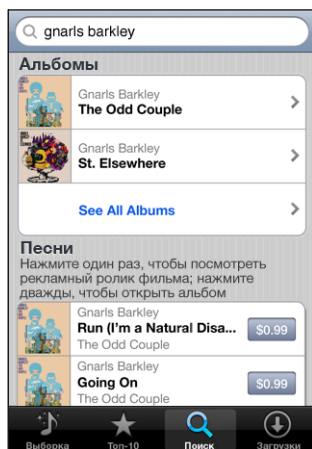 gnarls barkley
Альбомы
Gnarls Barkley
The Odd Couple
Gnarls Barkley
St. Elsewhere
See All Albums
Песни
Нажмите один раз, чтобы посмотреть
рекламный ролик фильма; нажмите
дважды, чтобы открыть альбом
Gnarls Barkley
Run (I'm a Natural Disa...
$0.99
The Odd Couple
Gnarls Barkley
Going On
$0.99
The Odd Couple
Выборка
Топ-10
Поиск
Загрузки